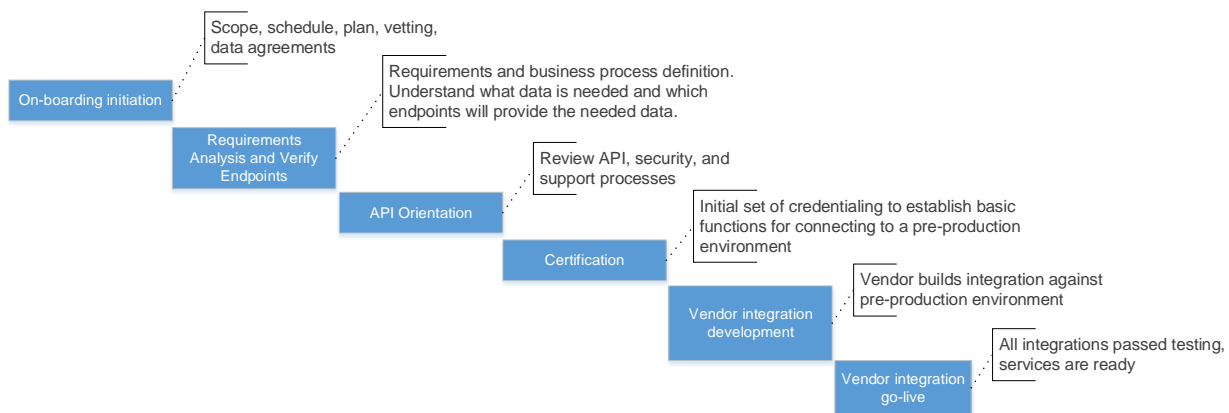 Scope, schedule, plan, vetting,
data agreements
On-boarding initiation
Requirements and business process definition.
Understand what data is needed and which
endpoints will provide the needed data.
Requirements
Analysis and Verify
Endpoints
Review API, security, and
support processes
API Orientation
Initial set of credentialing to establish basic
functions for connecting to a pre-production
environment
Certification
Vendor builds integration against
pre-production environment
Vendor integration
development
All integrations passed testing,
services are ready
Vendor integration
go-live